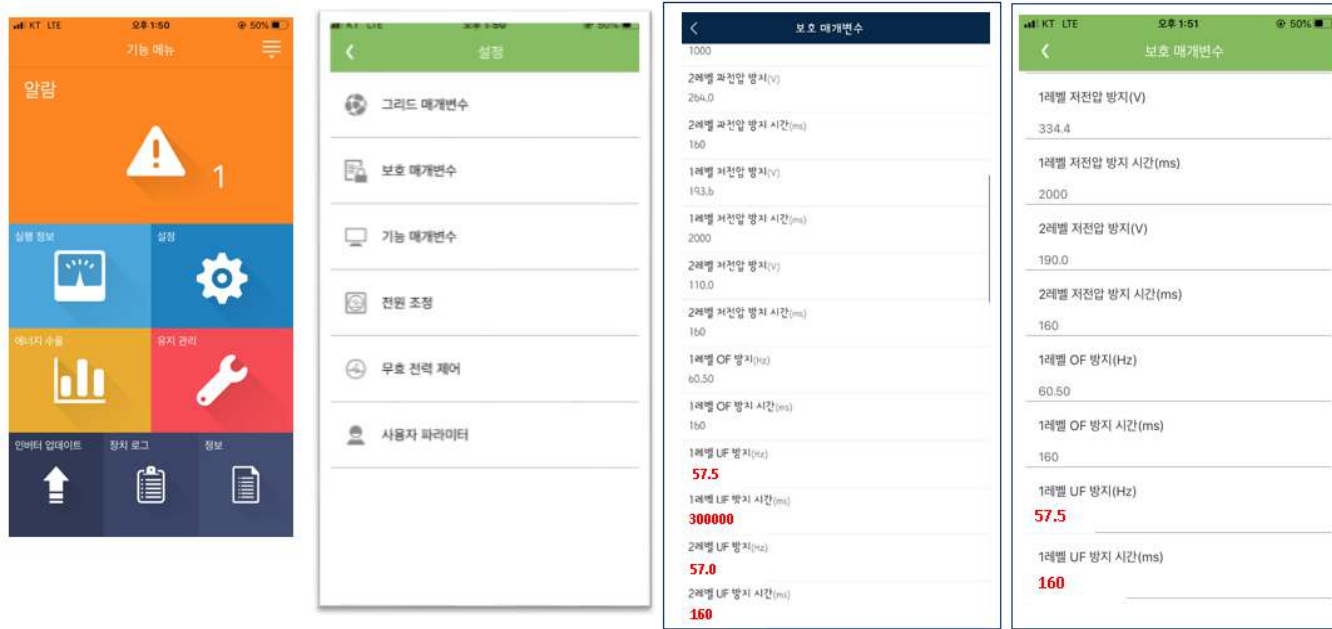 KT LTE 오후 1:50 50%
기능 메뉴
알람
1
실행 정보
설정
에너지 수율
유지 관리
인버터 업데이트
장치 로그
정보
설정
그리드 매개변수
보호 매개변수
기능 매개변수
전원 조정
무효 전력 제어
사용자 파라미터
보호 매개변수
1000
2레벨 과전압 방지(V)
264.0
2레벨 과전압 방지 시간(ms)
160
1레벨 저전압 방지(V)
193.6
1레벨 저전압 방지 시간(ms)
2000
2레벨 저전압 방지(V)
110.0
2레벨 저전압 방지 시간(ms)
160
1레벨 OF 방지(Hz)
60.50
1레벨 OF 방지 시간(ms)
160
1레벨 UF 방지(Hz)
57.5
1레벨 UF 방지 시간(ms)
300000
2레벨 UF 방지(Hz)
57.0
2레벨 UF 방지 시간(ms)
160
KT LTE 오후 1:51 50%
보호 매개변수
1레벨 저전압 방지(V)
334.4
1레벨 저전압 방지 시간(ms)
2000
2레벨 저전압 방지(V)
190.0
2레벨 저전압 방지 시간(ms)
160
1레벨 OF 방지(Hz)
60.50
1레벨 OF 방지 시간(ms)
160
1레벨 UF 방지(Hz)
57.5
1레벨 UF 방지 시간(ms)
160